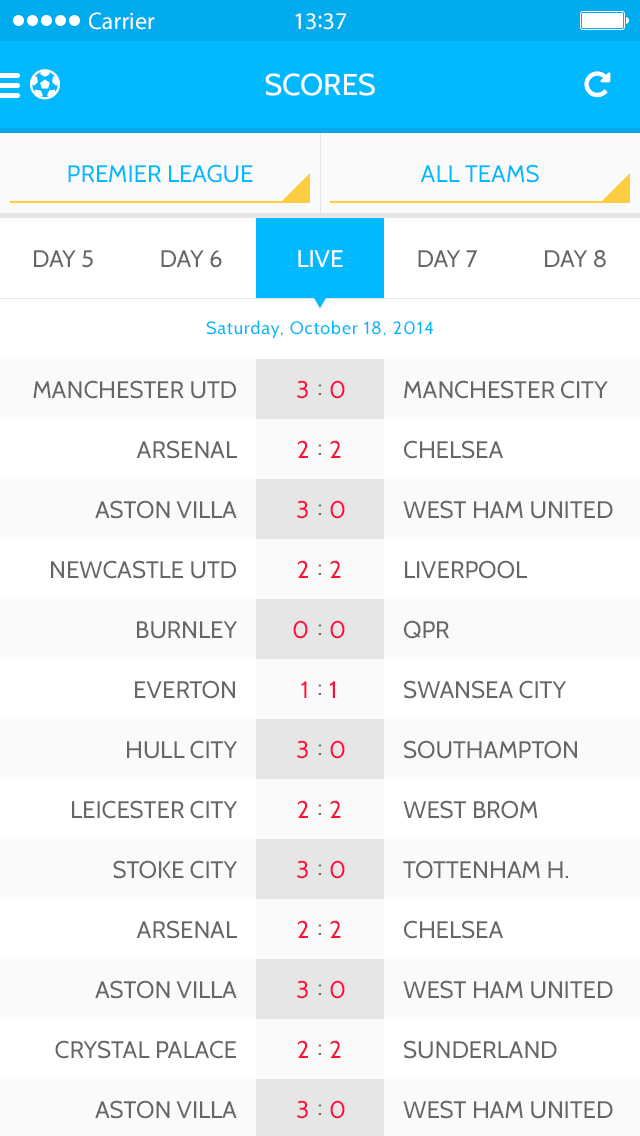 Carrier 13:37
SCORES
PREMIER LEAGUE ALL TEAMS
DAY 5 DAY 6 LIVE DAY 7 DAY 8
Saturday, October 18, 2014
MANCHESTER UTD 3 : 0 MANCHESTER CITY
ARSENAL 2 : 2 CHELSEA
ASTON VILLA 3 : 0 WEST HAM UNITED
NEWCASTLE UTD 2 : 2 LIVERPOOL
BURNLEY 0 : 0 QPR
EVERTON 1 : 1 SWANSEA CITY
HULL CITY 3 : 0 SOUTHAMPTON
LEICESTER CITY 2 : 2 WEST BROM
STOKE CITY 3 : 0 TOTTENHAM H.
ARSENAL 2 : 2 CHELSEA
ASTON VILLA 3 : 0 WEST HAM UNITED
CRYSTAL PALACE 2 : 2 SUNDERLAND
ASTON VILLA 3 : 0 WEST HAM UNITED